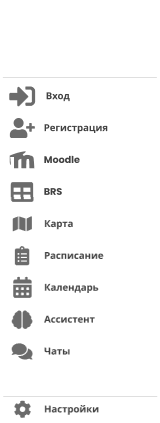 Вход
Регистрация
Moodle
BRS
Карта
Расписание
Календарь
Ассистент
Чаты
Настройки